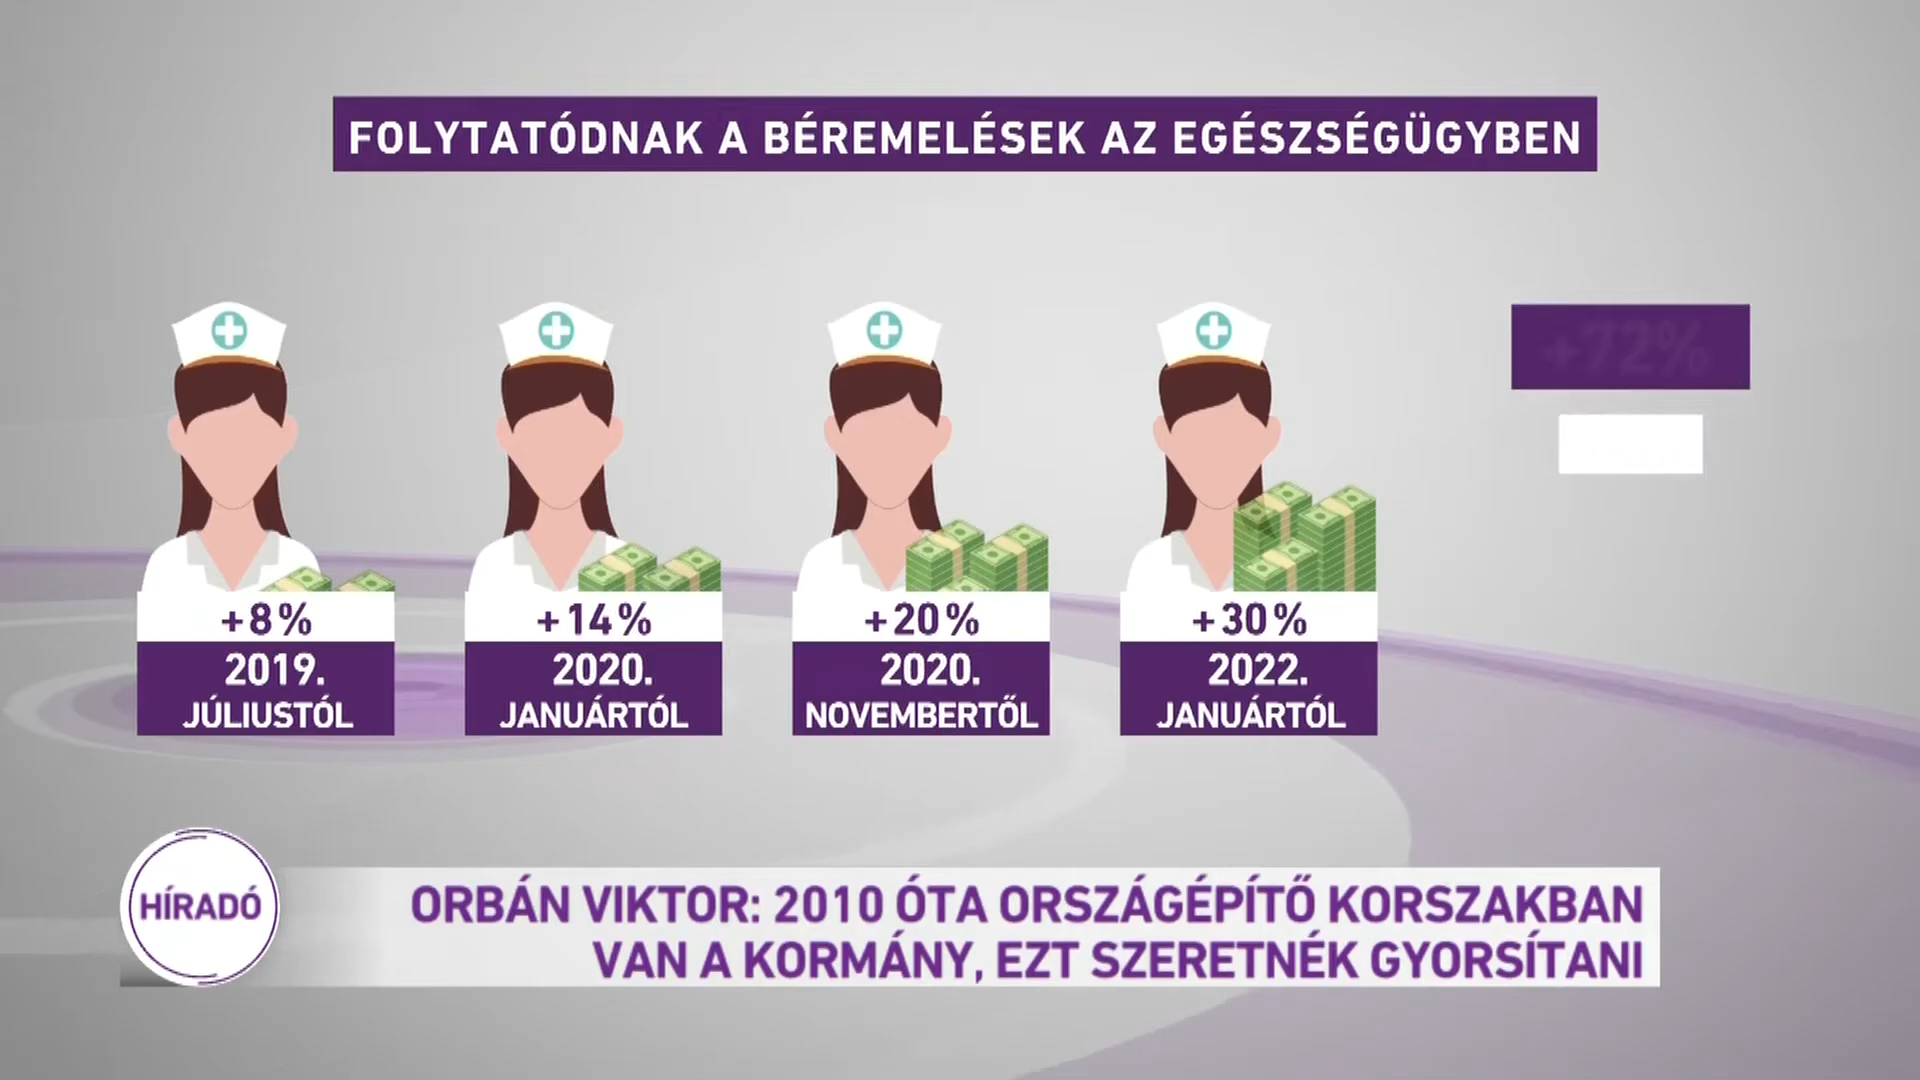 FOLYTATÓDNAK A BÉREMELÉSEK AZ EGÉSZSÉGÜGYBEN
+72%
+8%
2019.
JÚLIUSTÓL
+14%
2020.
JANUÁRTÓL
+20%
2020.
NOVEMBERTŐL
+30%
2022.
JANUÁRTÓL
HÍRADÓ
ORBÁN VIKTOR: 2010 ÓTA ORSZÁGÉPÍTŐ KORSZAKBAN
VAN A KORMÁNY, EZT SZERETNÉK GYORSÍTANI